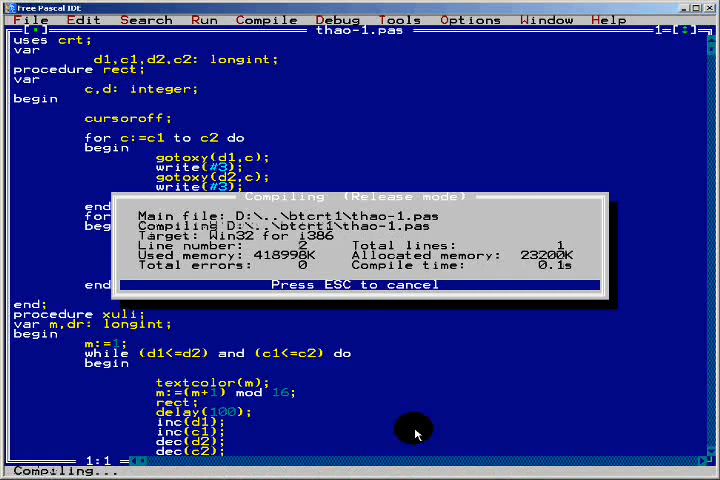 Free Pascal IDE
File Edit Search Run Compile Debug Tools Options Window Help
thao-1.pas 1
uses crt;
var
d1,c1,d2,c2: longint;
procedure rect;
var
c,d: integer;
begin
cursoroff;
for c:=c1 to c2 do
begin
gotoxy(d1,c);
write(#3);
gotoxy(d2,c);
write(#3);
end
for
beg
end
end;
Compiling (Release mode)
Main file: D:\..\btcrt1\thao-1.pas
Compiling D:\..\btcrt1\thao-1.pas
Target: Win32 for i386
Line number: 2 Total lines: 1
Used memory: 418998K Allocated memory: 23200K
Total errors: 0 Compile time: 0.1s
Press ESC to cancel
procedure xuli;
var m,dr: longint;
begin
m:=1;
while (d1<=d2) and (c1<=c2) do
begin
textcolor(m);
m:=(m+1) mod 16;
rect;
delay(100);
inc(d1);
inc(c1);
dec(d2);
dec(c2);
1:1
Compiling...